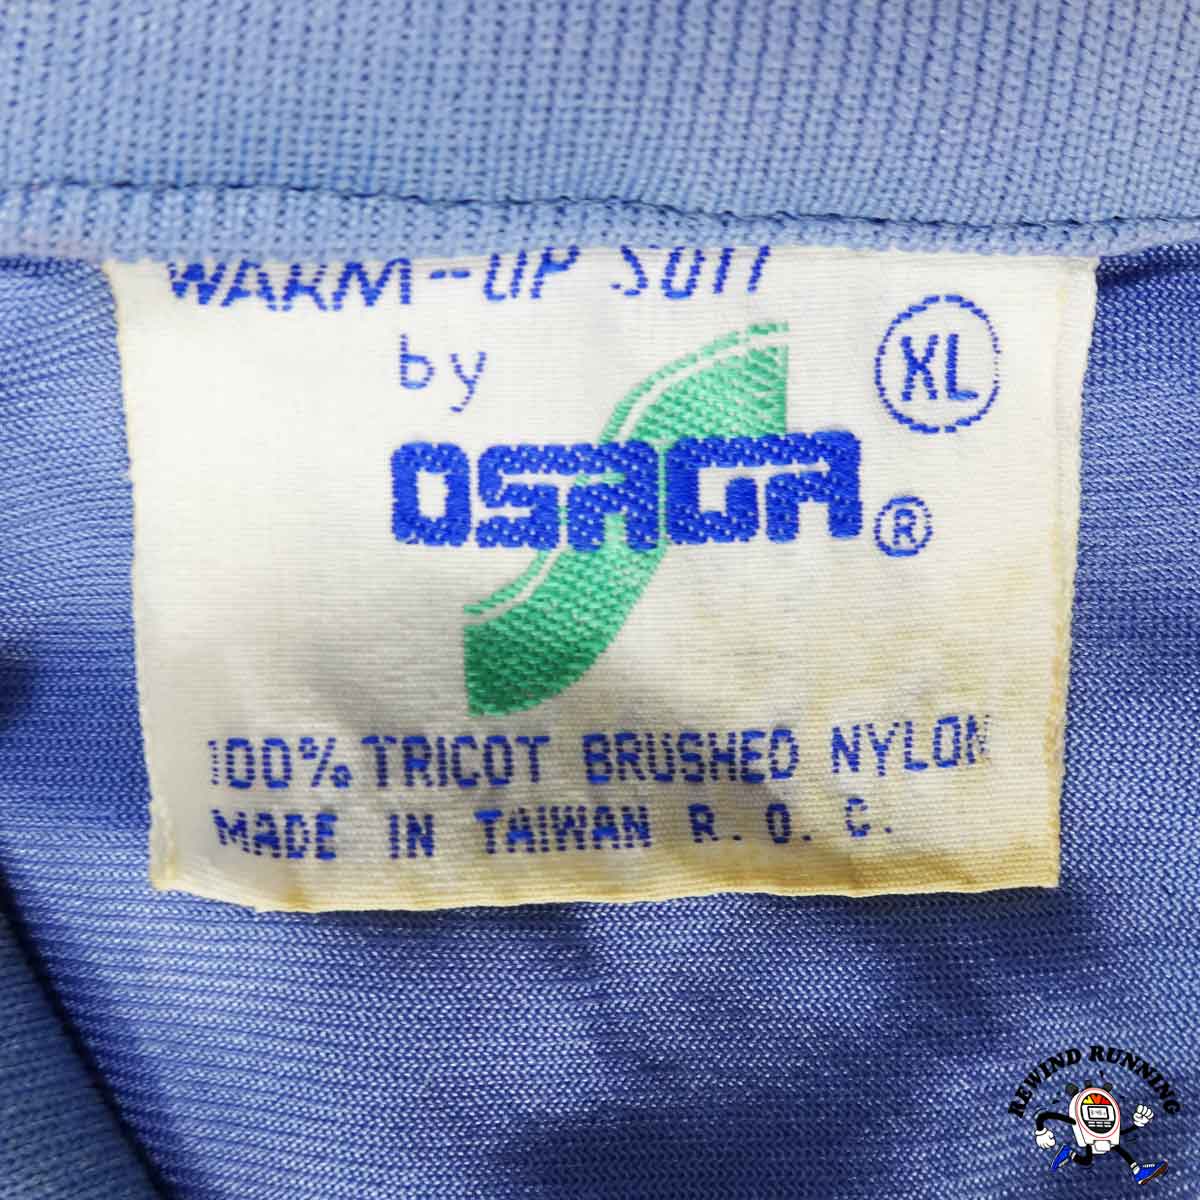 WARM-UP SUIT
by
XL
OSAGA ®
100% TRICOT BRUSHED NYLON
MADE IN TAIWAN R.O.C.
REWIND RUNNING